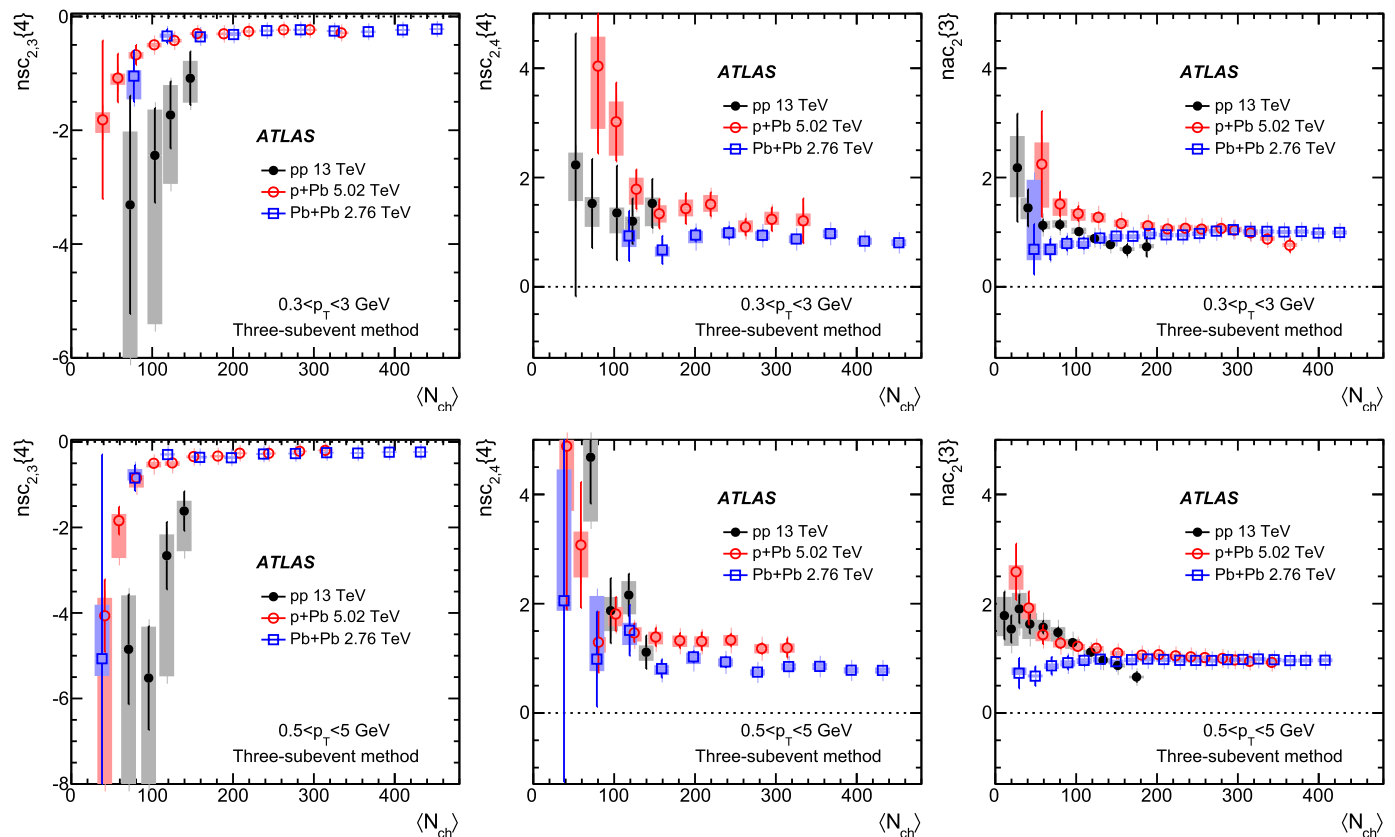 nsc2,3{4}
0
-2
-4
-6
ATLAS
pp 13 TeV
p+Pb 5.02 TeV
Pb+Pb 2.76 TeV
0.3<pT<3 GeV
Three-subevent method
0 100 200 300 400
⟨Nch⟩
nsc2,4{4}
4
2
0
ATLAS
pp 13 TeV
p+Pb 5.02 TeV
Pb+Pb 2.76 TeV
0.3<pT<3 GeV
Three-subevent method
0 100 200 300 400
⟨Nch⟩
nac2{3}
4
2
0
ATLAS
pp 13 TeV
p+Pb 5.02 TeV
Pb+Pb 2.76 TeV
0.3<pT<3 GeV
Three-subevent method
0 100 200 300 400
⟨Nch⟩
nsc2,3{4}
0
-2
-4
-6
-8
ATLAS
pp 13 TeV
p+Pb 5.02 TeV
Pb+Pb 2.76 TeV
0.5<pT<5 GeV
Three-subevent method
0 100 200 300 400
⟨Nch⟩
nsc2,4{4}
4
2
0
ATLAS
pp 13 TeV
p+Pb 5.02 TeV
Pb+Pb 2.76 TeV
0.5<pT<5 GeV
Three-subevent method
0 100 200 300 400
⟨Nch⟩
nac2{3}
4
2
0
ATLAS
pp 13 TeV
p+Pb 5.02 TeV
Pb+Pb 2.76 TeV
0.5<pT<5 GeV
Three-subevent method
0 100 200 300 400
⟨Nch⟩